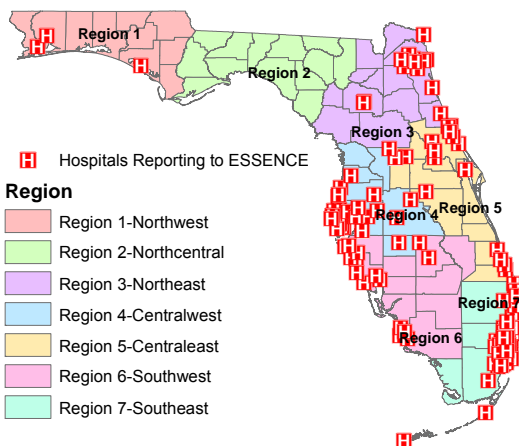 Region 1
Region 2
Region 3
Region 4
Region 5
Region 6
Region 7
H Hospitals Reporting to ESSENCE
Region
Region 1-Northwest
Region 2-Northcentral
Region 3-Northeast
Region 4-Centralwest
Region 5-Centraleast
Region 6-Southwest
Region 7-Southeast